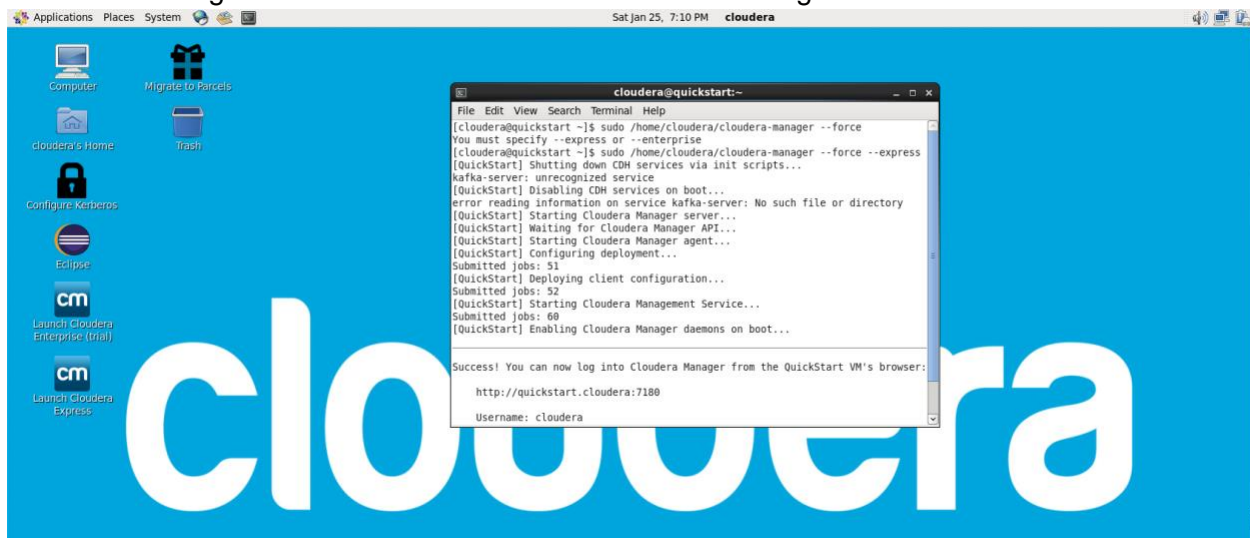 Applications Places System
Sat Jan 25, 7:10 PM cloudera
Computer
Migrate to Parcels
cloudera's Home
Trash
Configure Kerberos
Eclipse
cm
Launch Cloudera
Enterprise (trial)
cm
Launch Cloudera
Express
cloudera@quickstart:~
File Edit View Search Terminal Help
[cloudera@quickstart ~]$ sudo /home/cloudera/cloudera-manager --force
You must specify --express or --enterprise
[cloudera@quickstart ~]$ sudo /home/cloudera/cloudera-manager --force --express
[QuickStart] Shutting down CDH services via init scripts...
kafka-server: unrecognized service
[QuickStart] Disabling CDH services on boot...
error reading information on service kafka-server: No such file or directory
[QuickStart] Starting Cloudera Manager server...
[QuickStart] Waiting for Cloudera Manager API...
[QuickStart] Starting Cloudera Manager agent...
[QuickStart] Configuring deployment...
Submitted jobs: 51
[QuickStart] Deploying client configuration...
Submitted jobs: 52
[QuickStart] Starting Cloudera Management Service...
Submitted jobs: 60
[QuickStart] Enabling Cloudera Manager daemons on boot...
Success! You can now log into Cloudera Manager from the QuickStart VM's browser:
http://quickstart.cloudera:7180
Username: cloudera
cloudera